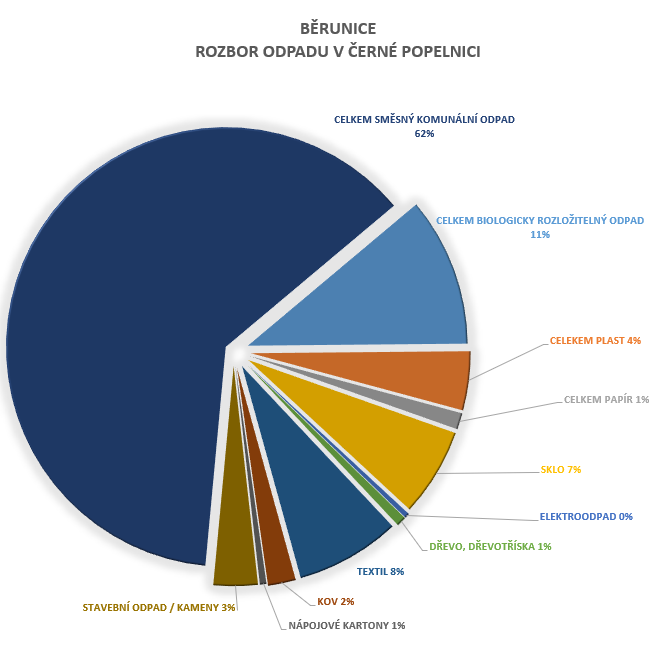 BĚRUNICE
ROZBOR ODPADU V ČERNÉ POPELNICI
CELKEM SMĚSNÝ KOMUNÁLNÍ ODPAD
62%
CELKEM BIOLOGICKY ROZLOŽITELNÝ ODPAD
11%
CELEKEM PLAST 4%
CELKEM PAPÍR 1%
SKLO 7%
ELEKTROODPAD 0%
DŘEVO, DŘEVOTŘÍSKA 1%
TEXTIL 8%
KOV 2%
STAVEBNÍ ODPAD / KAMENY 3%
NÁPOJOVÉ KARTONY 1%